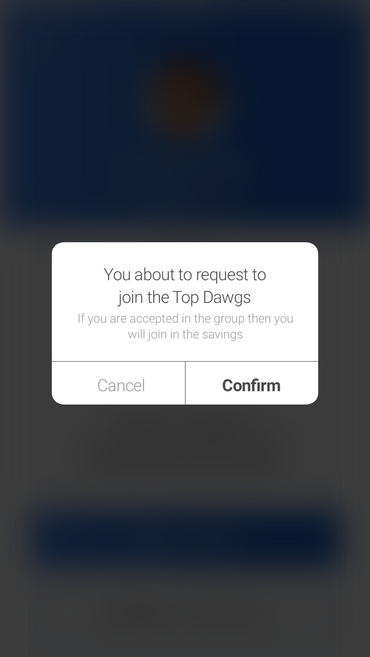 You about to request to
join the Top Dawgs
If you are accepted in the group then you
will join in the savings
Cancel
Confirm